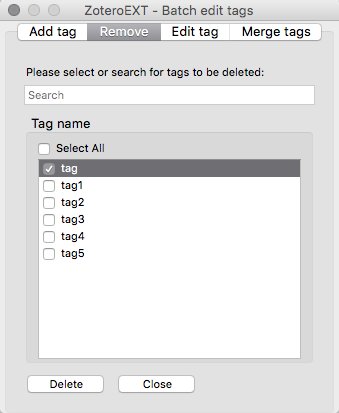 ZoteroEXT - Batch edit tags
Add tag Remove Edit tag Merge tags
Please select or search for tags to be deleted:
Search
Tag name
Select All
tag
tag1
tag2
tag3
tag4
tag5
Delete Close